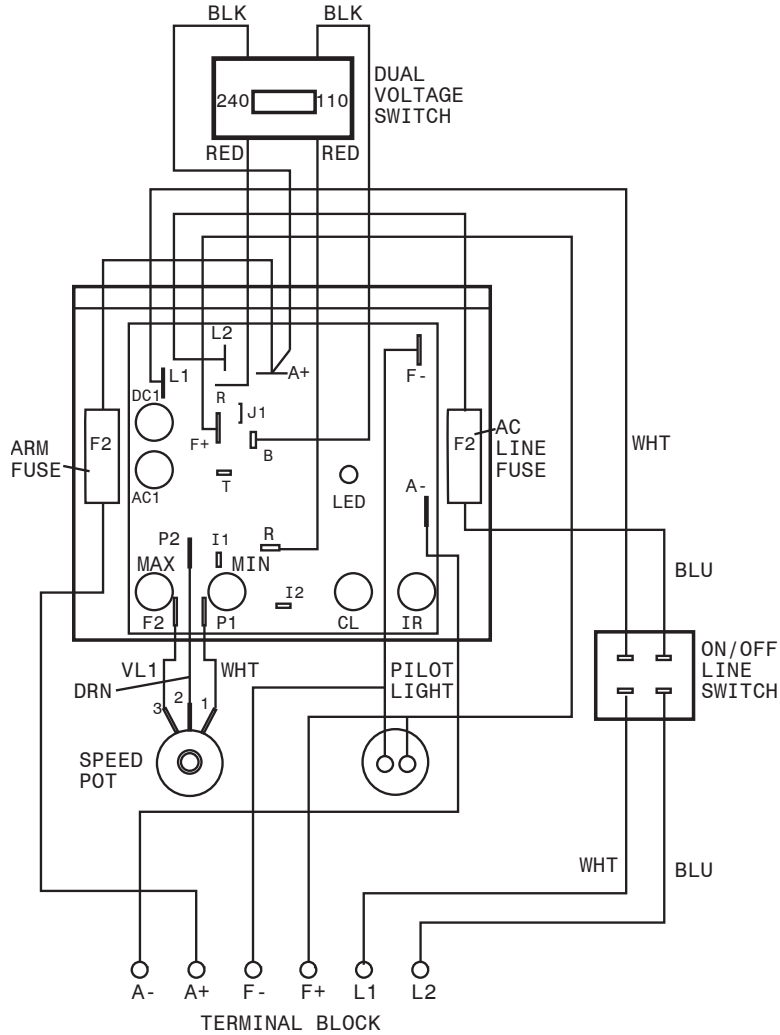 BLK BLK
240 110
DUAL
VOLTAGE
SWITCH
RED RED
L2
L1 A+
F-
DC1 R
J1
F+
B
ARM
FUSE
F2
F2
AC
LINE
FUSE
WHT
AC1
T
LED
A-
P2 I1 R
MAX MIN
BLU
I2
F2 P1 CL IR
ON/OFF
LINE
SWITCH
VL1 WHT
DRN
PILOT
LIGHT
3 2 1
SPEED
POT
WHT BLU
A- A+ F- F+ L1 L2
TERMINAL BLOCK